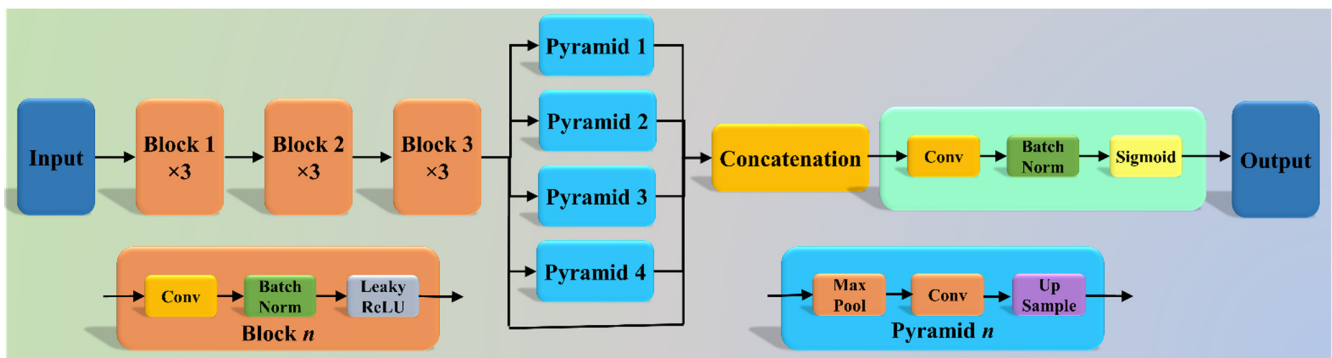 Input
Block 1
×3
Block 2
×3
Block 3
×3
Pyramid 1
Pyramid 2
Pyramid 3
Pyramid 4
Concatenation
Conv
Batch
Norm
Sigmoid
Output
Conv
Batch
Norm
Leaky
ReLU
Block n
Max
Pool
Conv
Up
Sample
Pyramid n